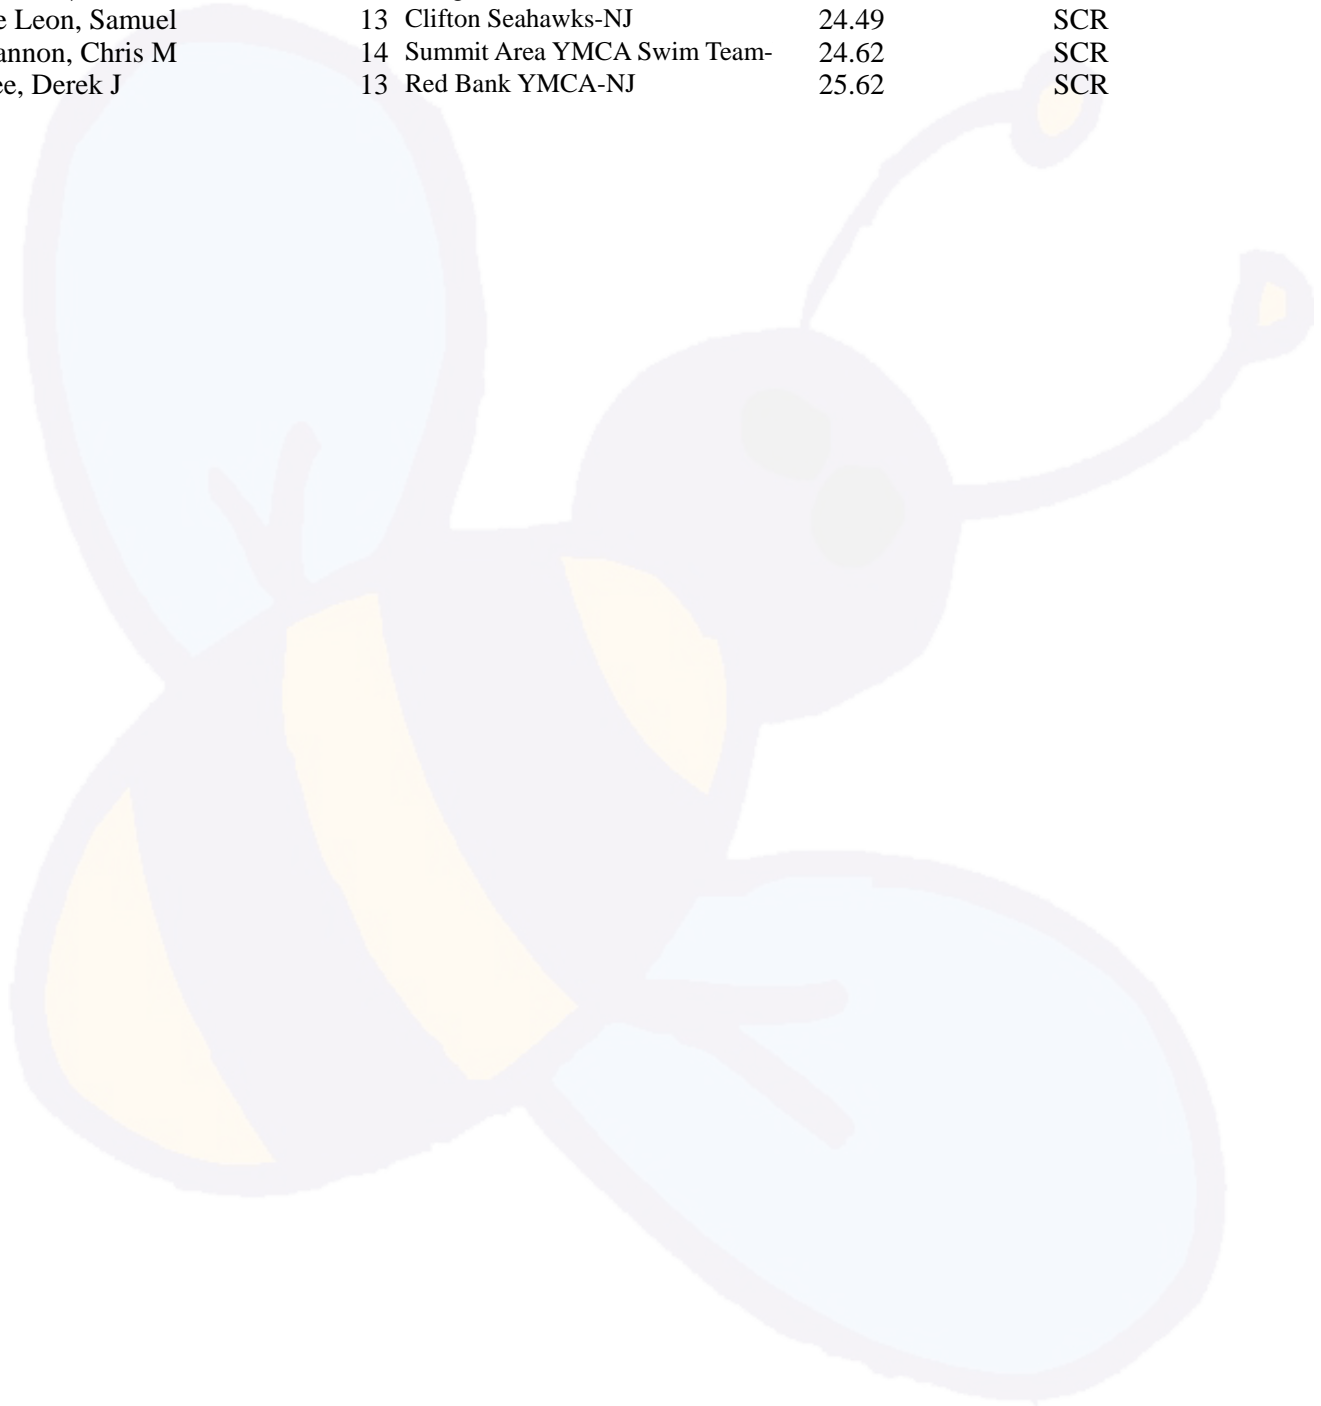 e Leon, Samuel 13 Clifton Seahawks-NJ 24.49 SCR
annon, Chris M 14 Summit Area YMCA Swim Team- 24.62 SCR
ee, Derek J 13 Red Bank YMCA-NJ 25.62 SCR